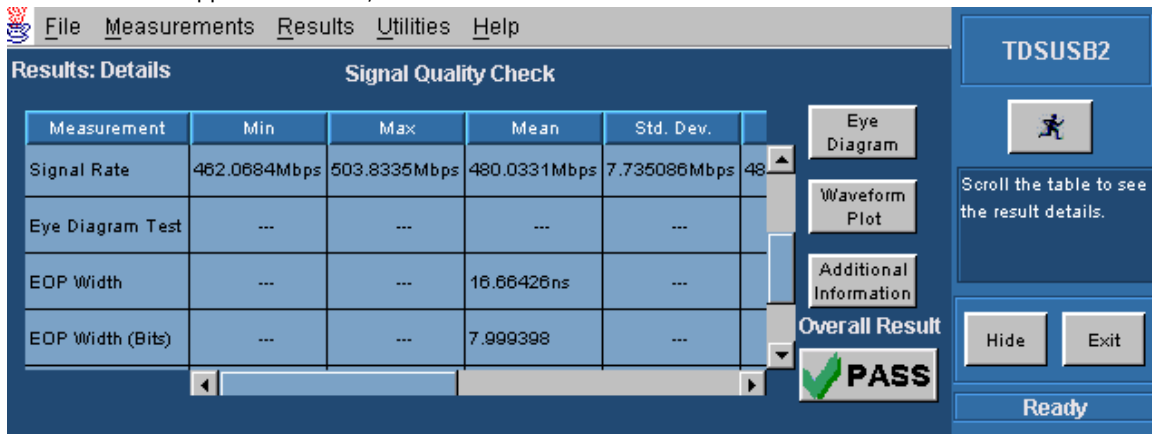 File Measurements Results Utilities Help
TDSUSB2
Results: Details
Signal Quality Check
Measurement Min Max Mean Std. Dev.
Signal Rate 462.0684Mbps 503.8335Mbps 480.0331Mbps 7.735086Mbps 48
Eye Diagram Test --- --- --- ---
EOP Width --- --- 16.66426ns ---
EOP Width (Bits) --- --- 7.999398 ---
Eye
Diagram
Waveform
Plot
Additional
Information
Overall Result
PASS
Scroll the table to see
the result details.
Hide Exit
Ready